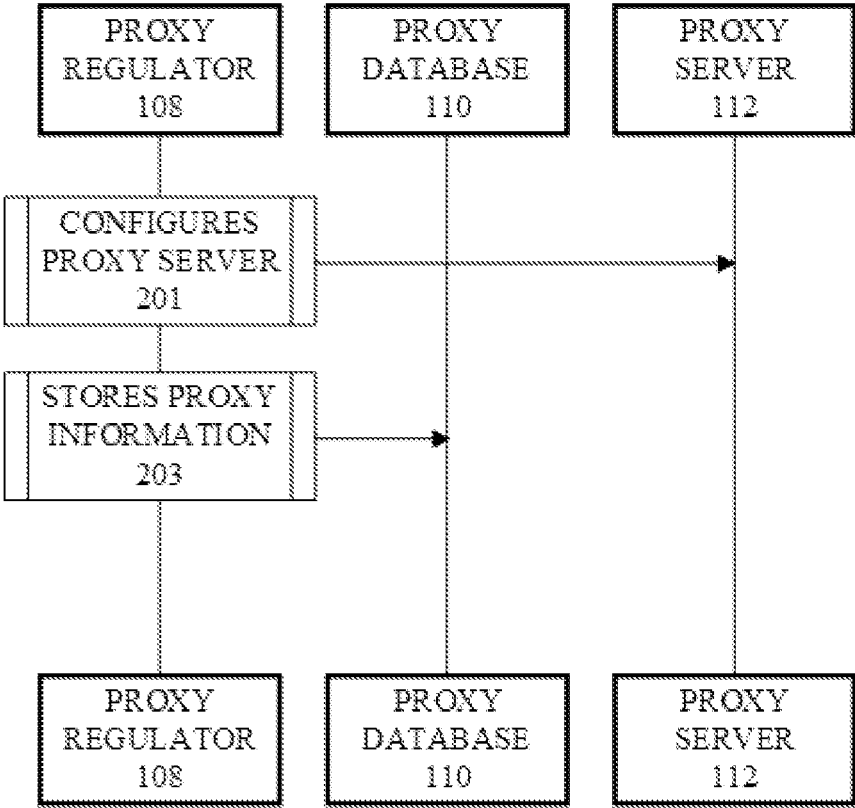 PROXY
REGULATOR
108
PROXY
DATABASE
110
PROXY
SERVER
112
CONFIGURES
PROXY SERVER
201
STORES PROXY
INFORMATION
203
PROXY
REGULATOR
108
PROXY
DATABASE
110
PROXY
SERVER
112